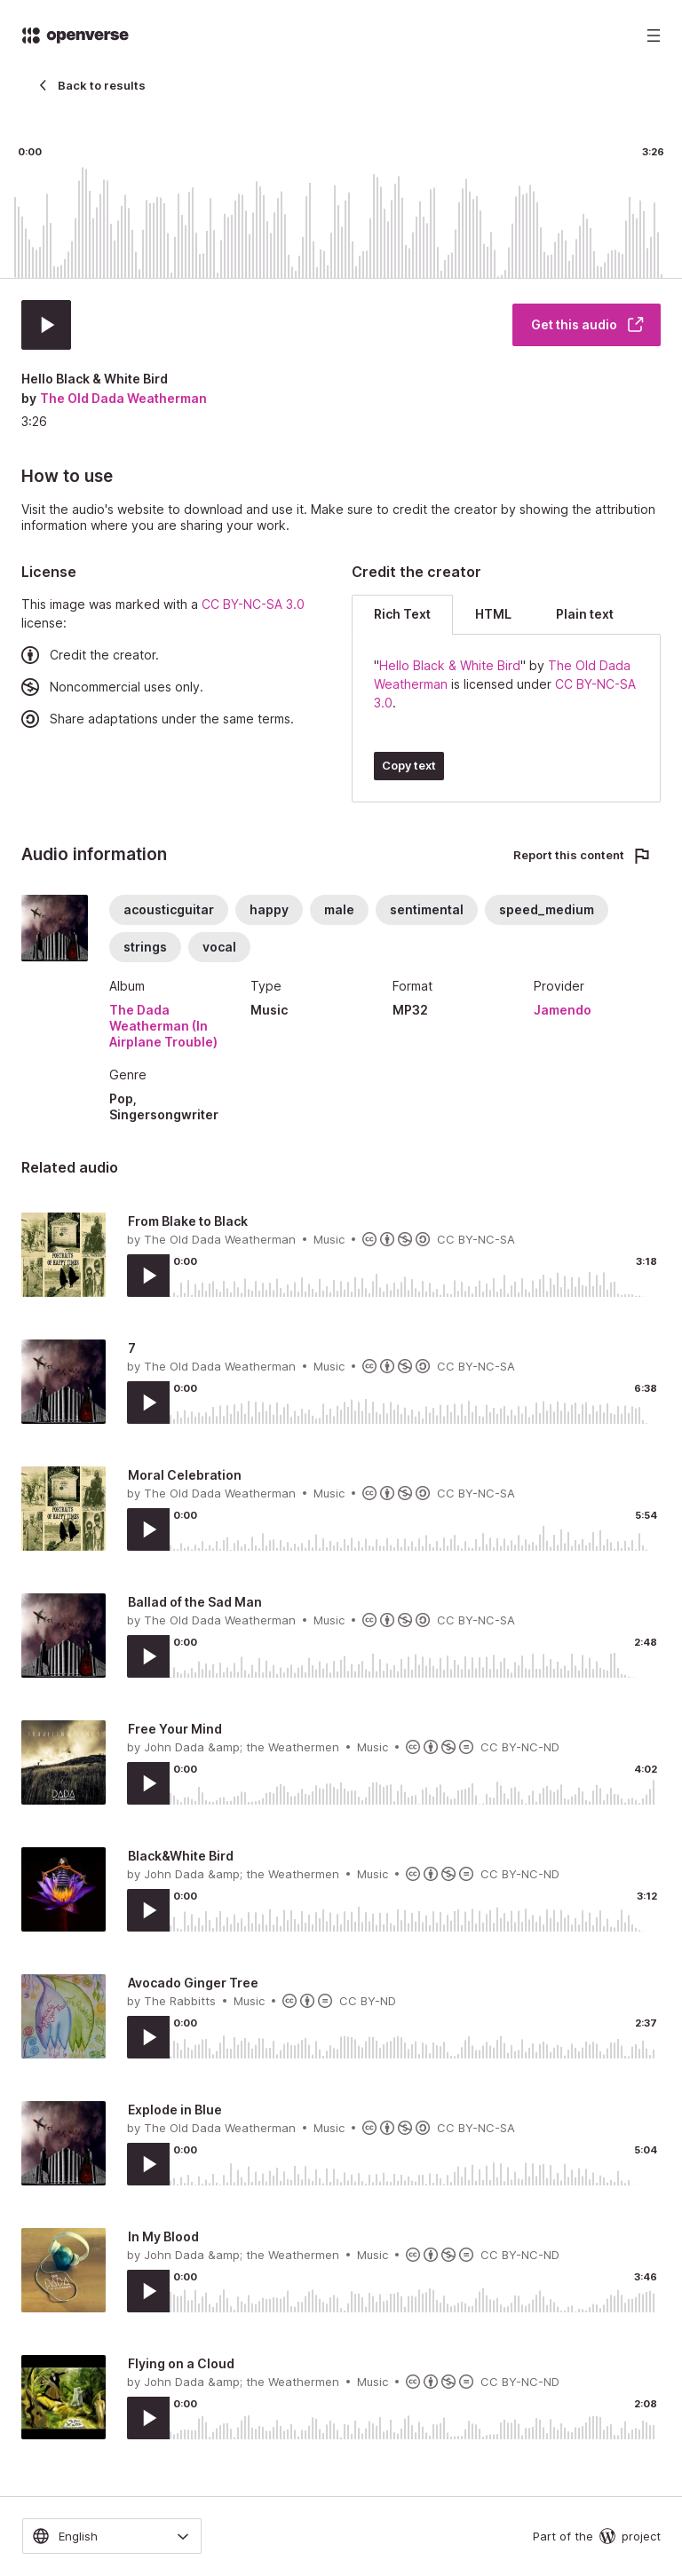 openverse
Back to results
0:00
3:26
Get this audio
Hello Black & White Bird
by The Old Dada Weatherman
3:26
How to use
Visit the audio's website to download and use it. Make sure to credit the creator by showing the attribution
information where you are sharing your work.
License
This image was marked with a CC BY-NC-SA 3.0
license:
Credit the creator.
Noncommercial uses only.
Share adaptations under the same terms.
Credit the creator
Rich Text
HTML
Plain text
"Hello Black & White Bird" by The Old Dada
Weatherman is licensed under CC BY-NC-SA
3.0.
Copy text
Audio information
Report this content
acousticguitar
happy
male
sentimental
speed_medium
strings
vocal
Album
The Dada
Weatherman (In
Airplane Trouble)
Type
Music
Format
MP32
Provider
Jamendo
Genre
Pop,
Singersongwriter
Related audio
PORTRAITS
OF HAPPY TIMES
From Blake to Black
by The Old Dada Weatherman • Music • CC BY-NC-SA
0:00
3:18
7
by The Old Dada Weatherman • Music • CC BY-NC-SA
0:00
6:38
PORTRAITS
OF HAPPY TIMES
Moral Celebration
by The Old Dada Weatherman • Music • CC BY-NC-SA
0:00
5:54
Ballad of the Sad Man
by The Old Dada Weatherman • Music • CC BY-NC-SA
0:00
2:48
DADA
Free Your Mind
by John Dada &amp; the Weathermen • Music • CC BY-NC-ND
0:00
4:02
Black&White Bird
by John Dada &amp; the Weathermen • Music • CC BY-NC-ND
0:00
3:12
Avocado Ginger Tree
by The Rabbitts • Music • CC BY-ND
0:00
2:37
Explode in Blue
by The Old Dada Weatherman • Music • CC BY-NC-SA
0:00
5:04
DADA
In My Blood
by John Dada &amp; the Weathermen • Music • CC BY-NC-ND
0:00
3:46
Flying on a Cloud
by John Dada &amp; the Weathermen • Music • CC BY-NC-ND
0:00
2:08
English
Part of the project